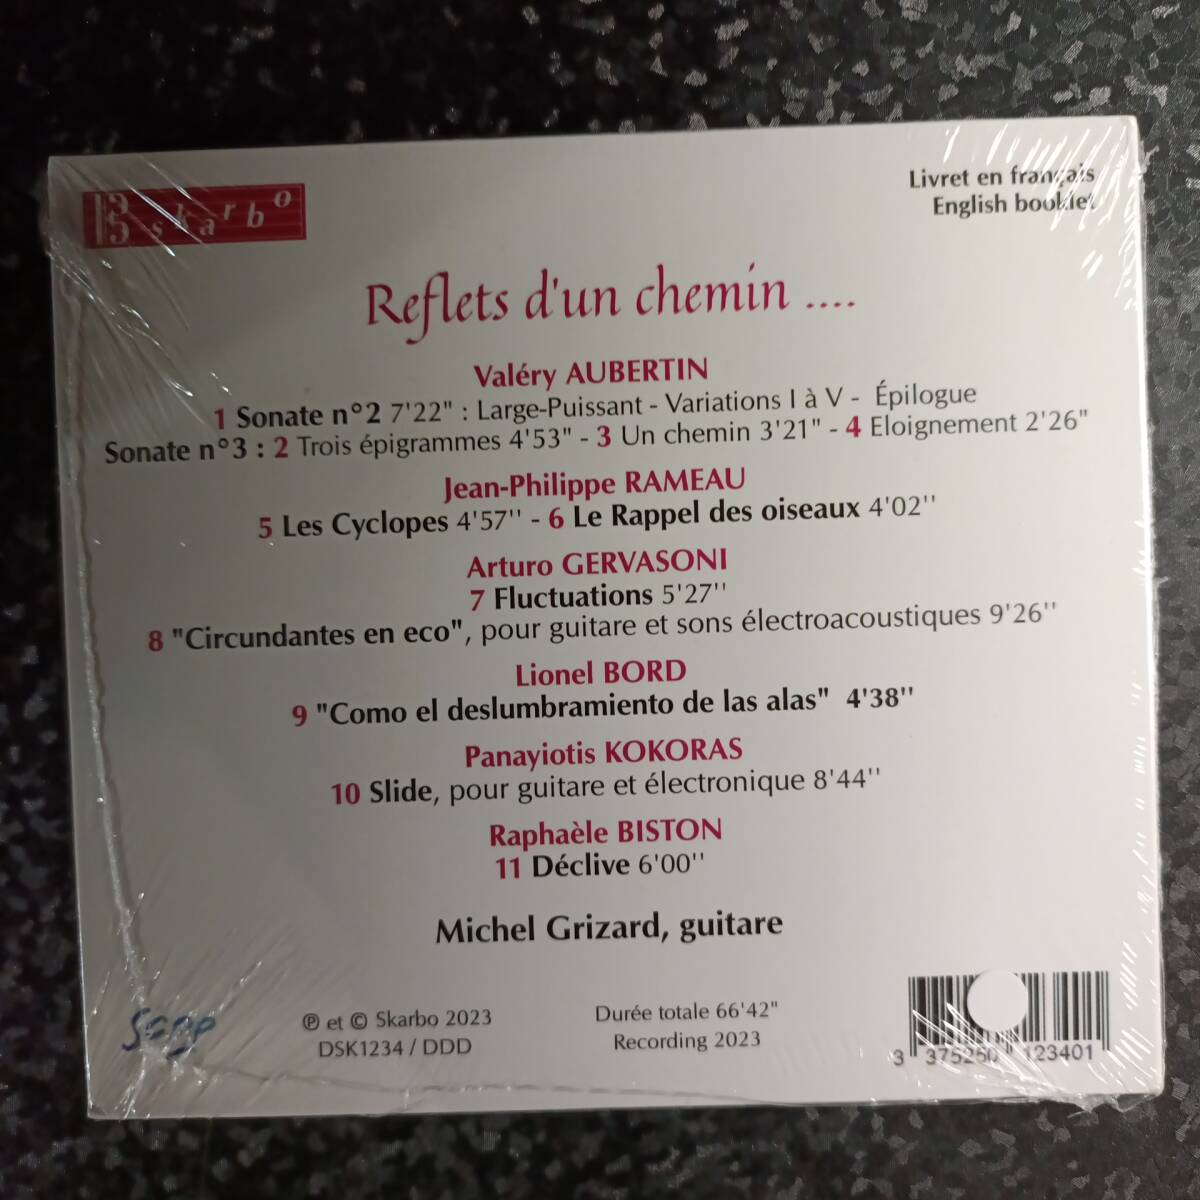 skarbo
Livret en français
English booklet
Reflets d'un chemin ....
Valéry AUBERTIN
1 Sonate n°2 7'22" : Large-Puissant - Variations I à V - Épilogue
Sonate n°3 : 2 Trois épigrammes 4'53" - 3 Un chemin 3'21" - 4 Eloignement 2'26"
Jean-Philippe RAMEAU
5 Les Cyclopes 4'57'' - 6 Le Rappel des oiseaux 4'02''
Arturo GERVASONI
7 Fluctuations 5'27''
8 "Circundantes en eco", pour guitare et sons électroacoustiques 9'26''
Lionel BORD
9 "Como el deslumbramiento de las alas" 4'38''
Panayiotis KOKORAS
10 Slide, pour guitare et électronique 8'44''
Raphaèle BISTON
11 Déclive 6'00''
Michel Grizard, guitare
℗ et © Skarbo 2023
DSK1234 / DDD
Durée totale 66'42"
Recording 2023
3 375250 123401